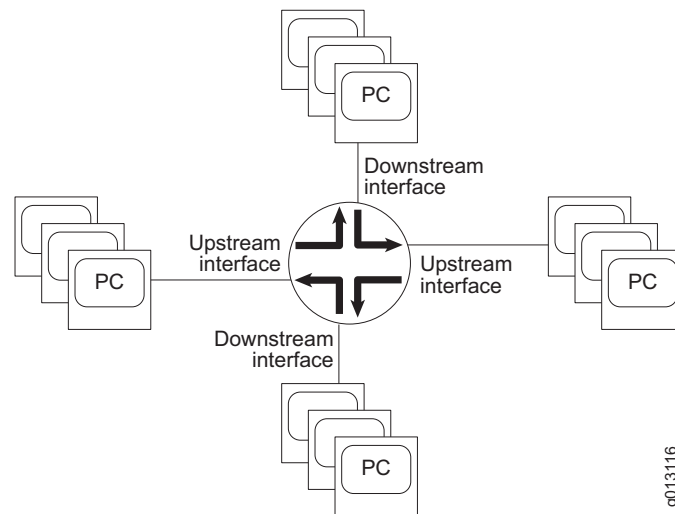 PC
Downstream
interface
Upstream
interface
PC
Upstream
interface
PC
Downstream
interface
PC
g013116